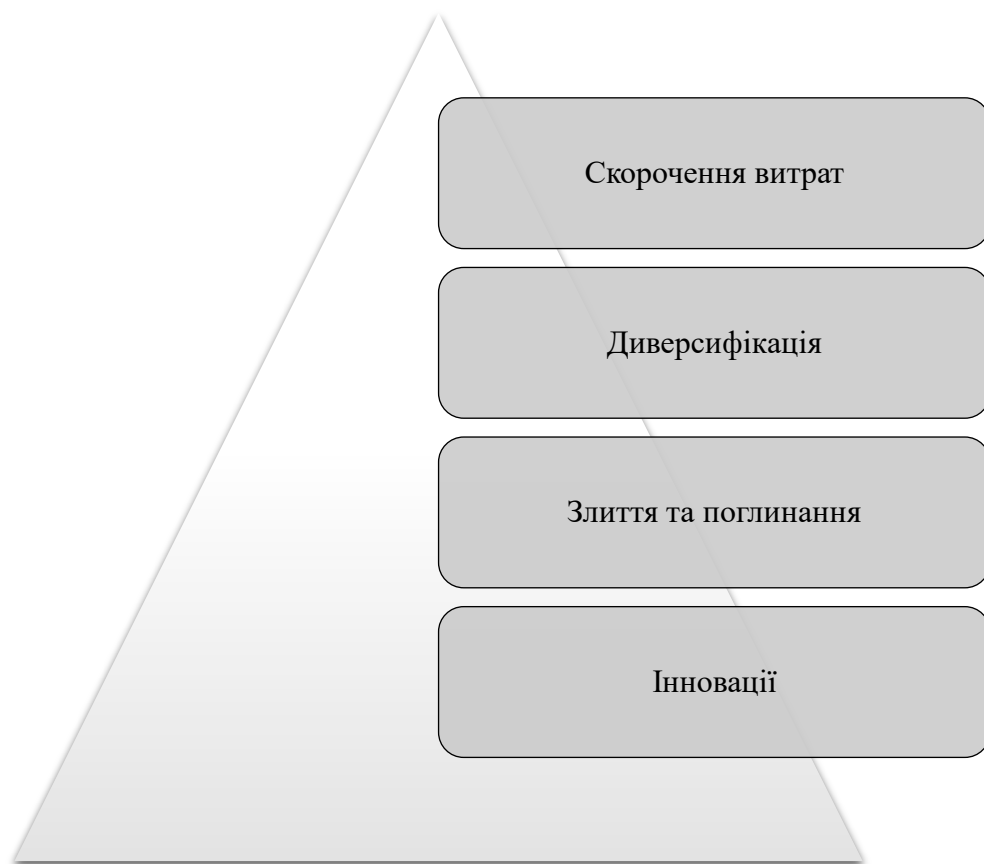 Скорочення витрат
Диверсифікація
Злиття та поглинання
Інновації